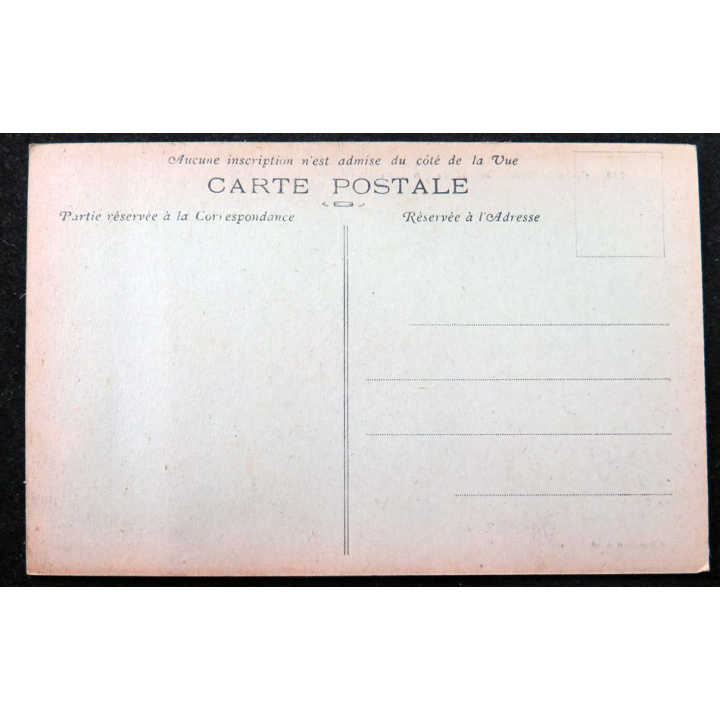 Aucune inscription n'est admise du côté de la Vue
CARTE POSTALE
Partie réservée à la Correspondance
Réservée à l'Adresse